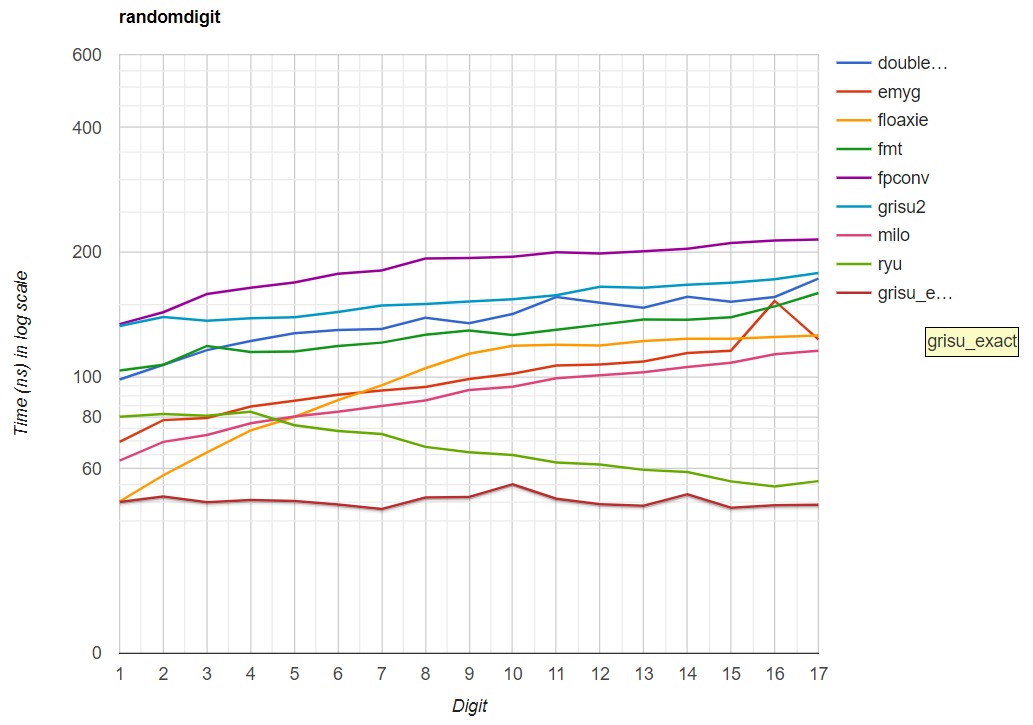 randomdigit
600
400
200
100
80
60
0
Time (ns) in log scale
1 2 3 4 5 6 7 8 9 10 11 12 13 14 15 16 17
Digit
double…
emyg
floaxie
fmt
fpconv
grisu2
milo
ryu
grisu_e…
grisu_exact